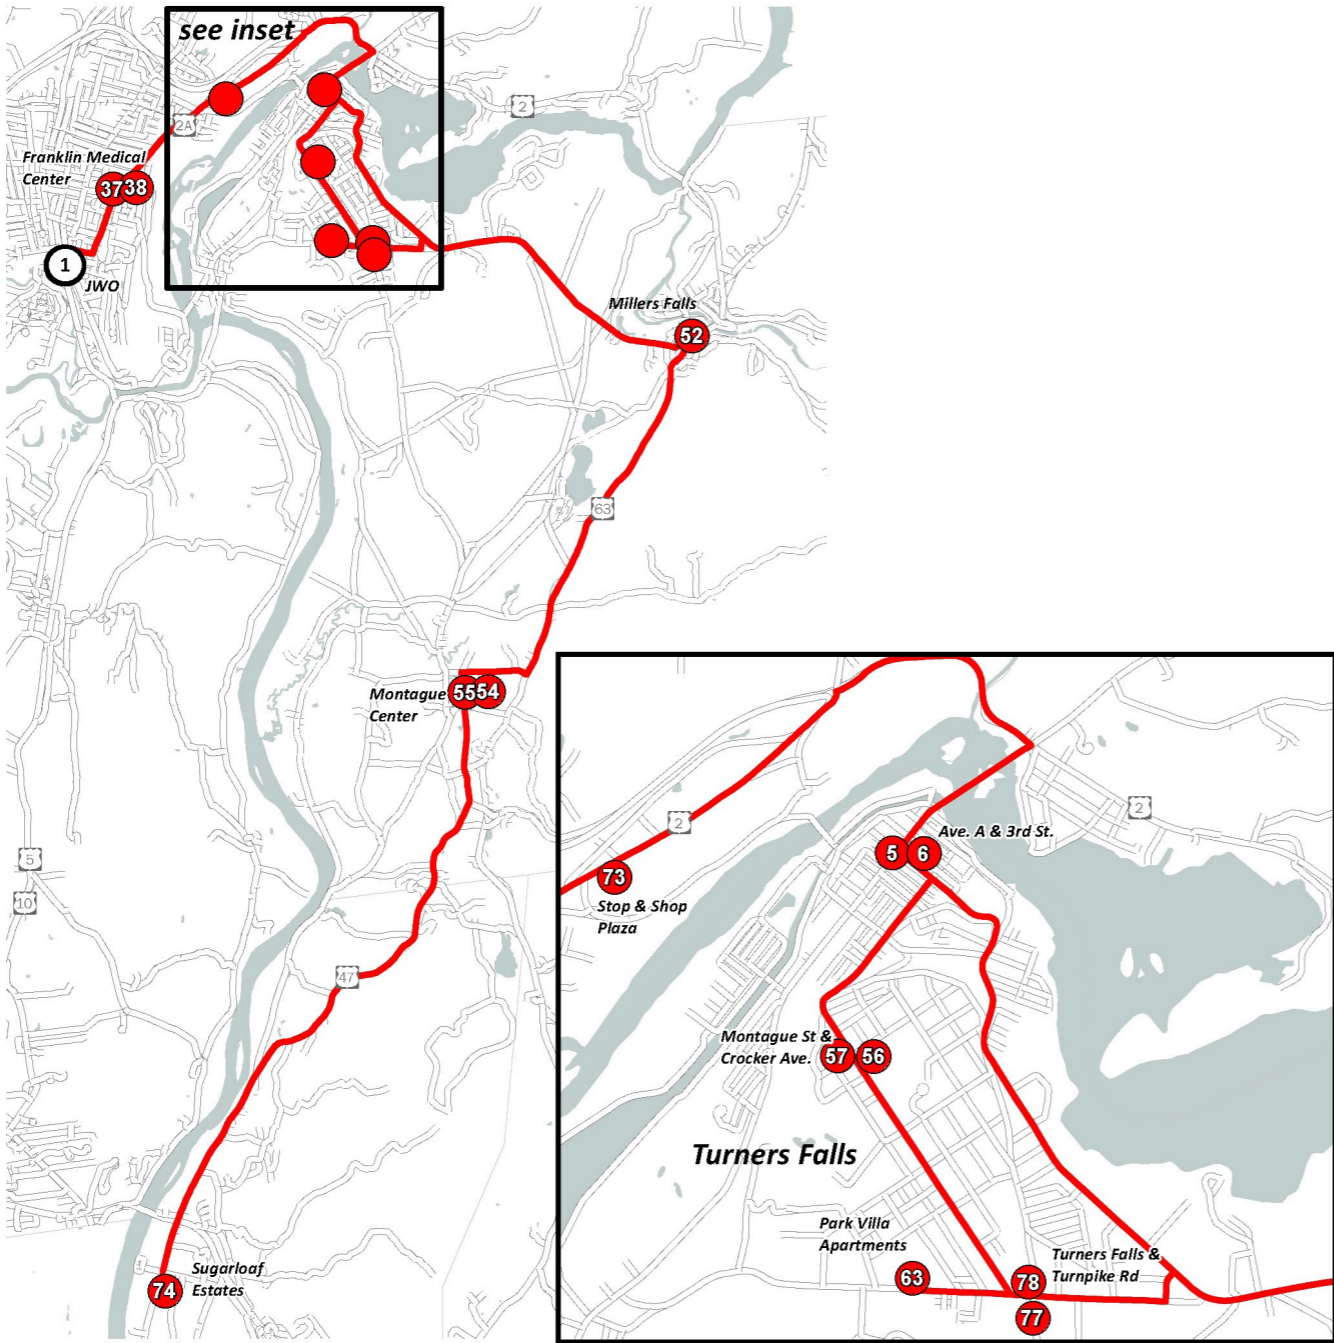 see inset
2
2A
Franklin Medical
Center
37
38
1
JWO
Millers Falls
52
63
Montague
Center
55
54
5
10
47
74
Sugarloaf
Estates
2
2
Ave. A & 3rd St.
5
6
73
Stop & Shop
Plaza
Montague St &
Crocker Ave.
57
56
Turners Falls
Park Villa
Apartments
63
78
Turners Falls &
Turnpike Rd
77